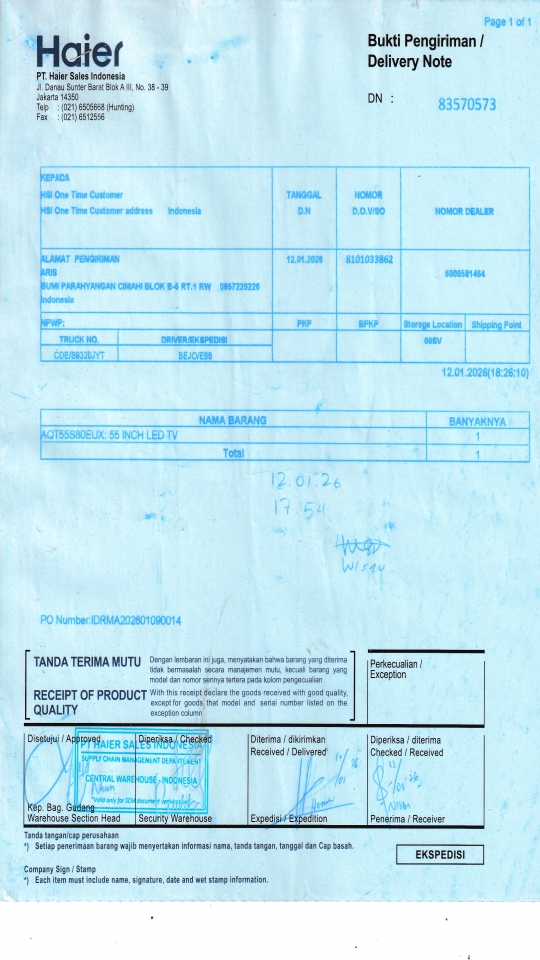 Page 1 of 1
Haier
Bukti Pengiriman /
Delivery Note
PT. Haier Sales Indonesia
Jl. Danau Sunter Barat Blok A III, No. 38 - 39
Jakarta 14350
Telp : (021) 6505668 (Hunting)
Fax : (021) 6512556
DN : 83570573
KEPADA
HSI One Time Customer
HSI One Time Customer address Indonesia
TANGGAL
D.N
NOMOR
D.O.V/SO
NOMOR DEALER
ALAMAT PENGIRIMAN
ARIS
BUMI PARAHYANGAN CIMAHI BLOK B-6 RT.1 RW 0857220226
Indonesia
12.01.2026
8101033862
6000581464
NPWP:
PKP
BPKP
Storege Location
Shipping Point
TRUCK NO.
DRIVER/EKSPEDISI
00SV
CDE/B9320JYT
BEJO/EBB
12.01.2026(18:26:10)
NAMA BARANG BANYAKNYA
AQT55S80EUX: 55 INCH LED TV 1
Total 1
12.01.26
17.54
PO Number:IDRMA202601090014
TANDA TERIMA MUTU
Dengan lembaran ini juga, menyatakan bahwa barang yang diterima
tidak bermasalah secara manajemen mutu, kecuali barang yang
model dan nomor serinya tertera pada kolom pengecualian
RECEIPT OF PRODUCT
QUALITY
With this receipt declare the goods received with good quality,
except for goods that model and serial number listed on the
exception column
Perkecualian /
Exception
Disetujui / Approved
Diperiksa / Checked
Diterima / dikirimkan
Received / Delivered
Diperiksa / diterima
Checked / Received
PT HAIER SALES INDONESIA
SUPPLY CHAIN MANAGEMENT DEPARTEMENT
CENTRAL WAREHOUSE - INDONESIA
Kep. Bag. Gudang
Warehouse Section Head
Security Warehouse
Expedisi / Expedition
Penerima / Receiver
Tanda tangan/cap perusahaan
*) Setiap penerimaan barang wajib menyertakan informasi nama, tanda tangan, tanggal dan Cap basah.
EKSPEDISI
Company Sign / Stamp
*) Each item must include name, signature, date and wet stamp information.